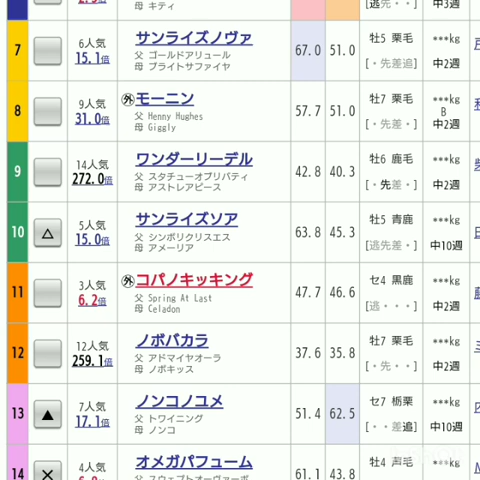 母 キティ
[逃先・・]
中3週
7
6人気
15.1倍
サンライズノヴァ
父 ゴールドアリュール
母 ブライトサファイヤ
67.0
51.0
牡5 栗毛
[・先差追]
***kg
中2週
8
9人気
31.0倍
外 モーニン
父 Henny Hughes
母 Giggly
57.7
51.0
牡7 栗毛
[・先差・]
***kg
B
中2週
9
14人気
272.0倍
ワンダーリーデル
父 スタチューオブリバティ
母 アストレアピース
42.8
40.3
牡6 鹿毛
[・先差・]
***kg
中2週
10
△
5人気
15.0倍
サンライズソア
父 シンボリクリスエス
母 アメーリア
63.8
45.3
牡5 青鹿
[逃先差・]
***kg
中10週
11
3人気
6.2倍
外 コパノキッキング
父 Spring At Last
母 Celadon
47.7
46.6
セ4 黒鹿
[逃・・・]
***kg
中2週
12
12人気
259.1倍
ノボバカラ
父 アドマイヤオーラ
母 ノボキッス
37.6
35.8
牡7 栗毛
[・先・・]
***kg
中2週
13
▲
7人気
17.1倍
ノンコノユメ
父 トワイニング
母 ノンコ
51.4
62.5
セ7 栃栗
[・・差追]
***kg
中10週
14
×
4人気
オメガパフューム
父 スウェプトオーヴァーボ
61.1
43.8
牡4 芦毛
***kg